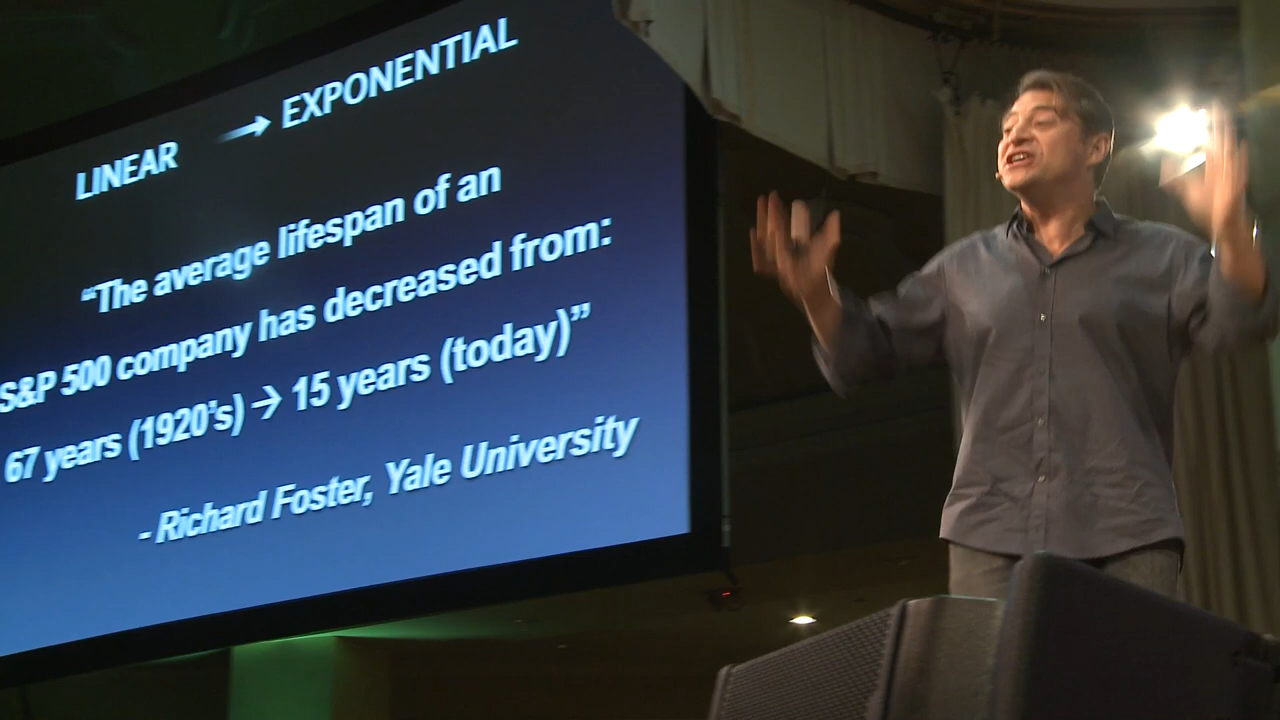 LINEAR → EXPONENTIAL
“The average lifespan of an
S&P 500 company has decreased from:
67 years (1920’s) → 15 years (today)”
- Richard Foster, Yale University